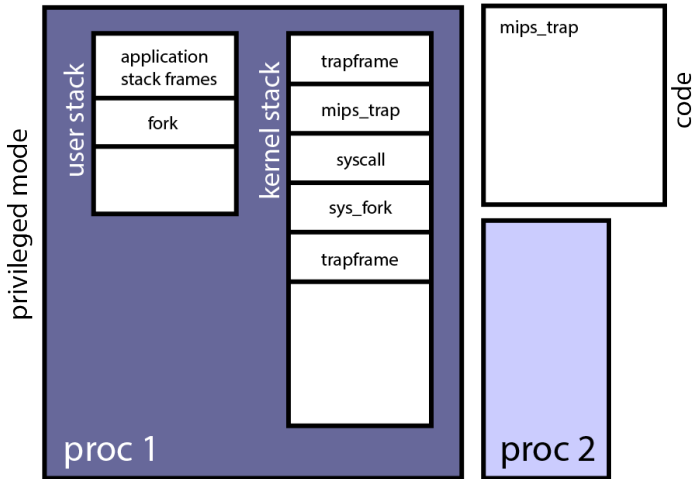 privileged mode
user stack
application
stack frames
fork
kernel stack
trapframe
mips_trap
syscall
sys_fork
trapframe
proc 1
mips_trap
code
proc 2